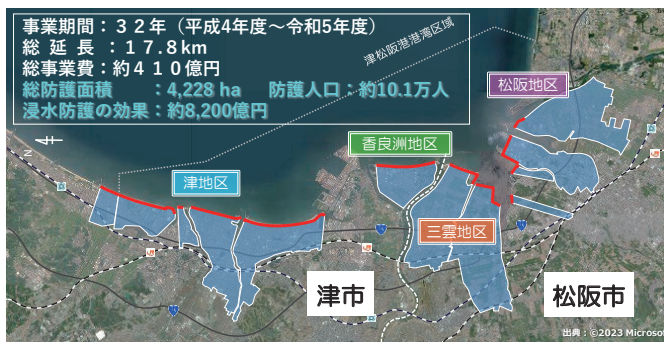 事業期間：３２年（平成4年度～令和5年度）
総 延 長 ：１７.８km
総事業費：約４１０億円
総防護面積　：4,228 ha　防護人口：約10.1万人
浸水防護の効果：約8,200億円
津松阪港港湾区域
松阪地区
香良洲地区
津地区
三雲地区
N
津市
松阪市
出典：©2023 Microsof